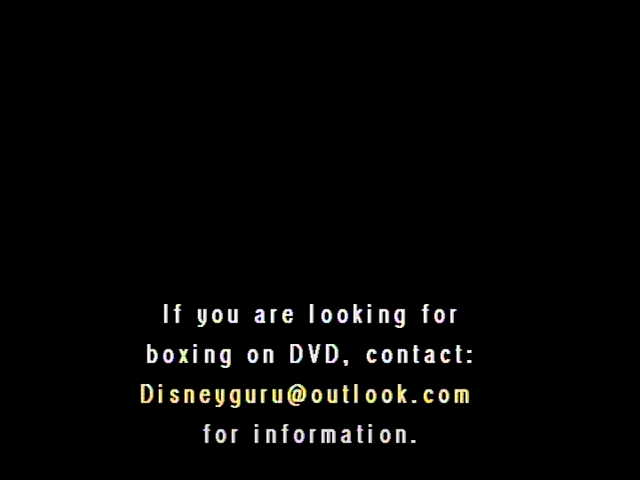 If you are looking for
boxing on DVD, contact:
Disneyguru@outlook.com
for information.